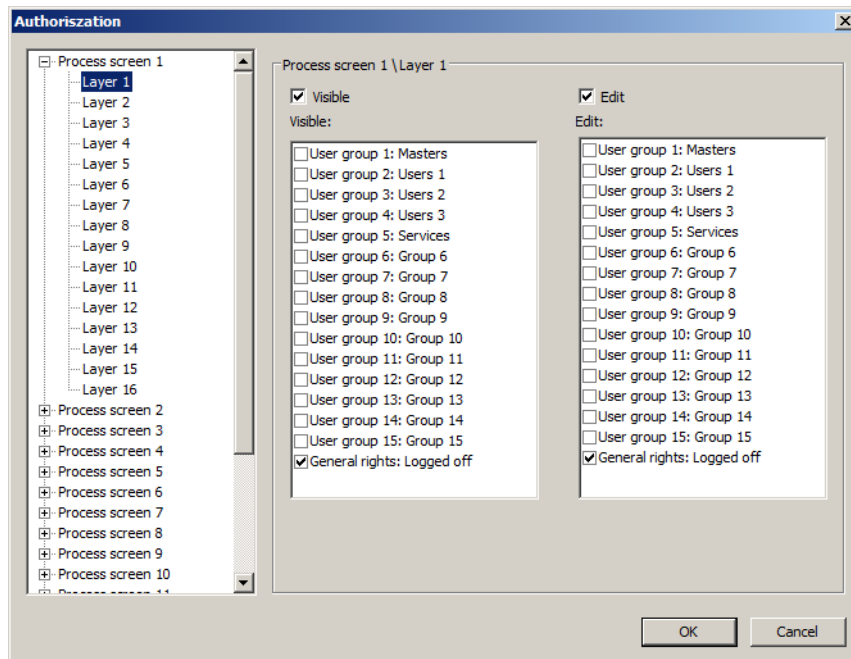 Authoriszation
Process screen 1
Layer 1
Layer 2
Layer 3
Layer 4
Layer 5
Layer 6
Layer 7
Layer 8
Layer 9
Layer 10
Layer 11
Layer 12
Layer 13
Layer 14
Layer 15
Layer 16
Process screen 2
Process screen 3
Process screen 4
Process screen 5
Process screen 6
Process screen 7
Process screen 8
Process screen 9
Process screen 10
Process screen 11
Process screen 1 \ Layer 1
Visible
Visible:
User group 1: Masters
User group 2: Users 1
User group 3: Users 2
User group 4: Users 3
User group 5: Services
User group 6: Group 6
User group 7: Group 7
User group 8: Group 8
User group 9: Group 9
User group 10: Group 10
User group 11: Group 11
User group 12: Group 12
User group 13: Group 13
User group 14: Group 14
User group 15: Group 15
General rights: Logged off
Edit
Edit:
User group 1: Masters
User group 2: Users 1
User group 3: Users 2
User group 4: Users 3
User group 5: Services
User group 6: Group 6
User group 7: Group 7
User group 8: Group 8
User group 9: Group 9
User group 10: Group 10
User group 11: Group 11
User group 12: Group 12
User group 13: Group 13
User group 14: Group 14
User group 15: Group 15
General rights: Logged off
OK
Cancel